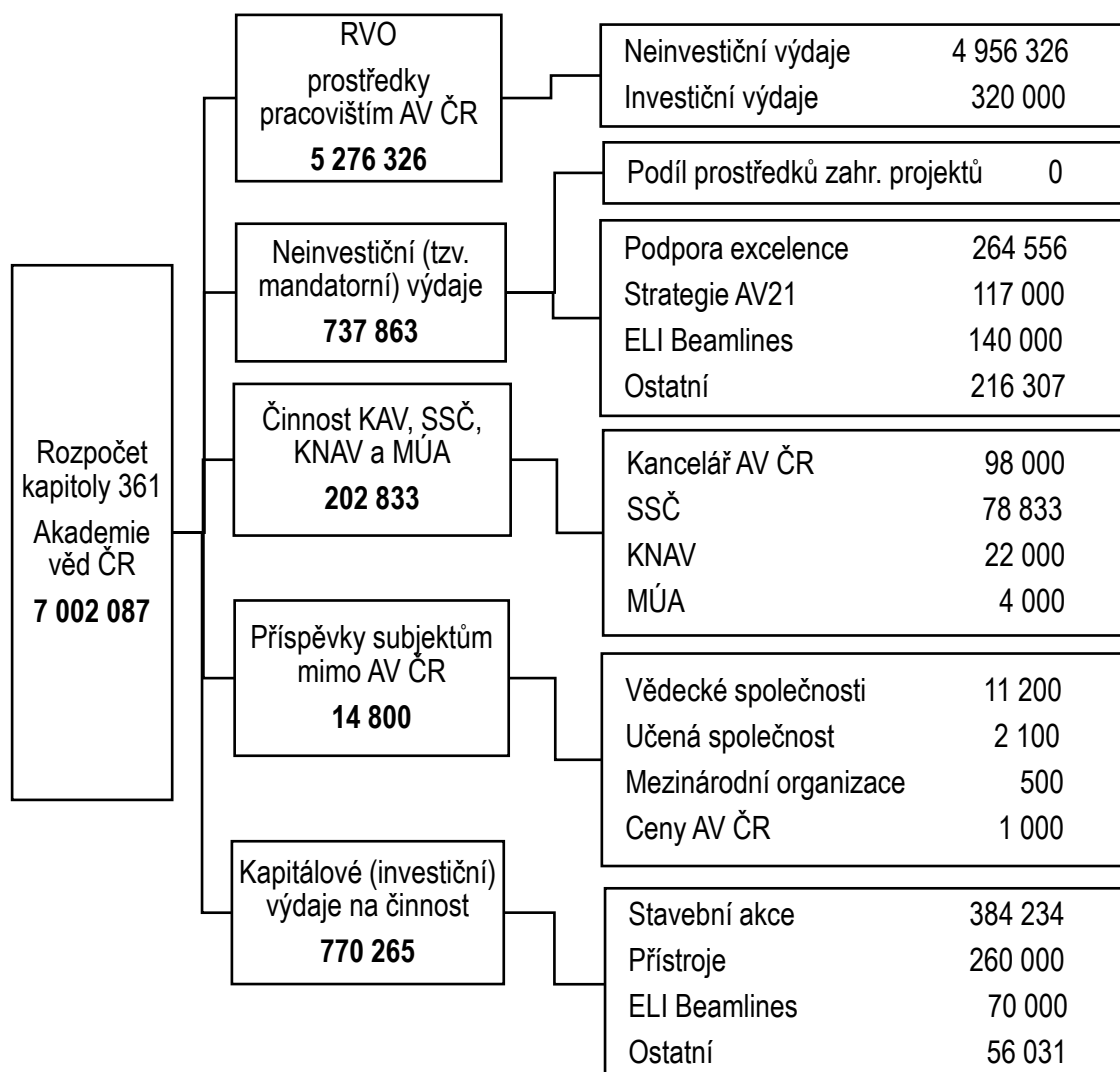 Rozpočet
kapitoly 361
Akademie
věd ČR
7 002 087
RVO
prostředky
pracovištím AV ČR
5 276 326
Neinvestiční výdaje 4 956 326
Investiční výdaje 320 000
Neinvestiční (tzv.
mandatorní) výdaje
737 863
Podíl prostředků zahr. projektů 0
Podpora excelence 264 556
Strategie AV21 117 000
ELI Beamlines 140 000
Ostatní 216 307
Činnost KAV, SSČ,
KNAV a MÚA
202 833
Kancelář AV ČR 98 000
SSČ 78 833
KNAV 22 000
MÚA 4 000
Příspěvky subjektům
mimo AV ČR
14 800
Vědecké společnosti 11 200
Učená společnost 2 100
Mezinárodní organizace 500
Ceny AV ČR 1 000
Kapitálové (investiční)
výdaje na činnost
770 265
Stavební akce 384 234
Přístroje 260 000
ELI Beamlines 70 000
Ostatní 56 031